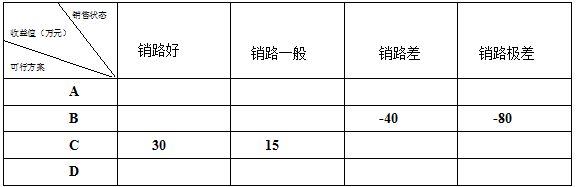 销售状态
收益值（万元）
可行方案
销路好 销路一般 销路差 销路极差
A
B -40 -80
C 30 15
D